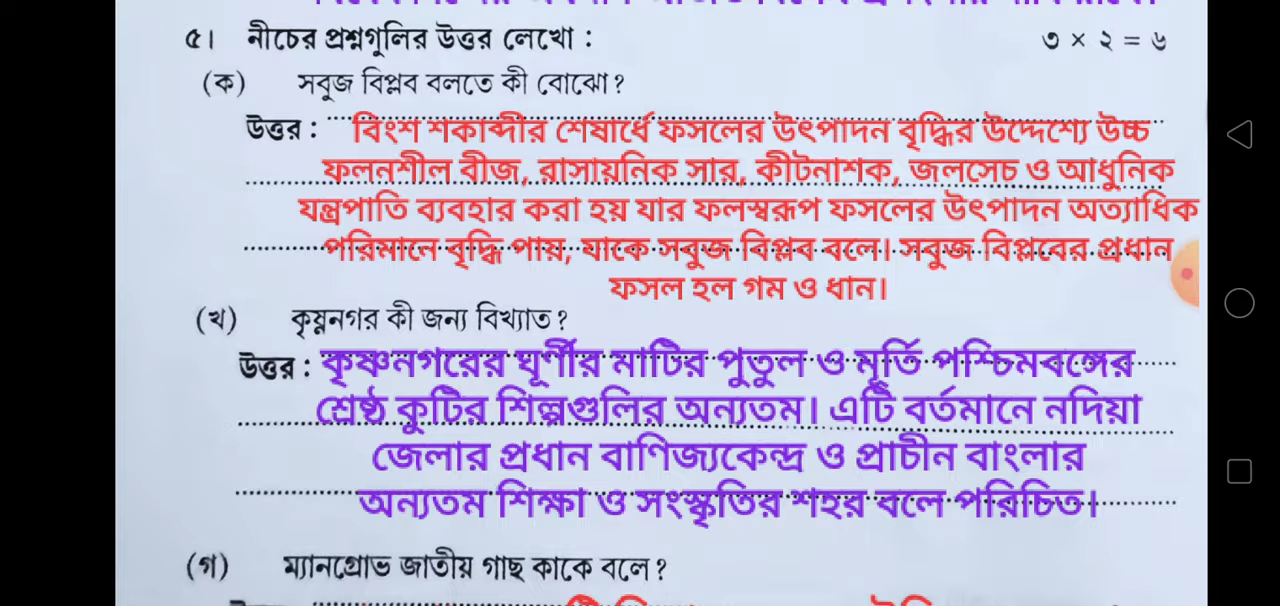 ৫। নীচের প্রশ্নগুলির উত্তর লেখো : ৩ × ২ = ৬
(ক) সবুজ বিপ্লব বলতে কী বোঝো?
উত্তর : বিংশ শকাব্দীর শেষার্ধে ফসলের উৎপাদন বৃদ্ধির উদ্দেশ্যে উচ্চ
ফলনশীল বীজ, রাসায়নিক সার, কীটনাশক, জলসেচ ও আধুনিক
যন্ত্রপাতি ব্যবহার করা হয় যার ফলস্বরূপ ফসলের উৎপাদন অত্যাধিক
পরিমানে বৃদ্ধি পায়, যাকে সবুজ বিপ্লব বলে। সবুজ বিপ্লবের প্রধান
ফসল হল গম ও ধান।
(খ) কৃষ্ণনগর কী জন্য বিখ্যাত?
উত্তর : কৃষ্ণনগরের ঘূর্ণীর মাটির পুতুল ও মূর্তি পশ্চিমবঙ্গের
শ্রেষ্ঠ কুটির শিল্পগুলির অন্যতম। এটি বর্তমানে নদিয়া
জেলার প্রধান বাণিজ্যকেন্দ্র ও প্রাচীন বাংলার
অন্যতম শিক্ষা ও সংস্কৃতির শহর বলে পরিচিত।
(গ) ম্যানগ্রোভ জাতীয় গাছ কাকে বলে?